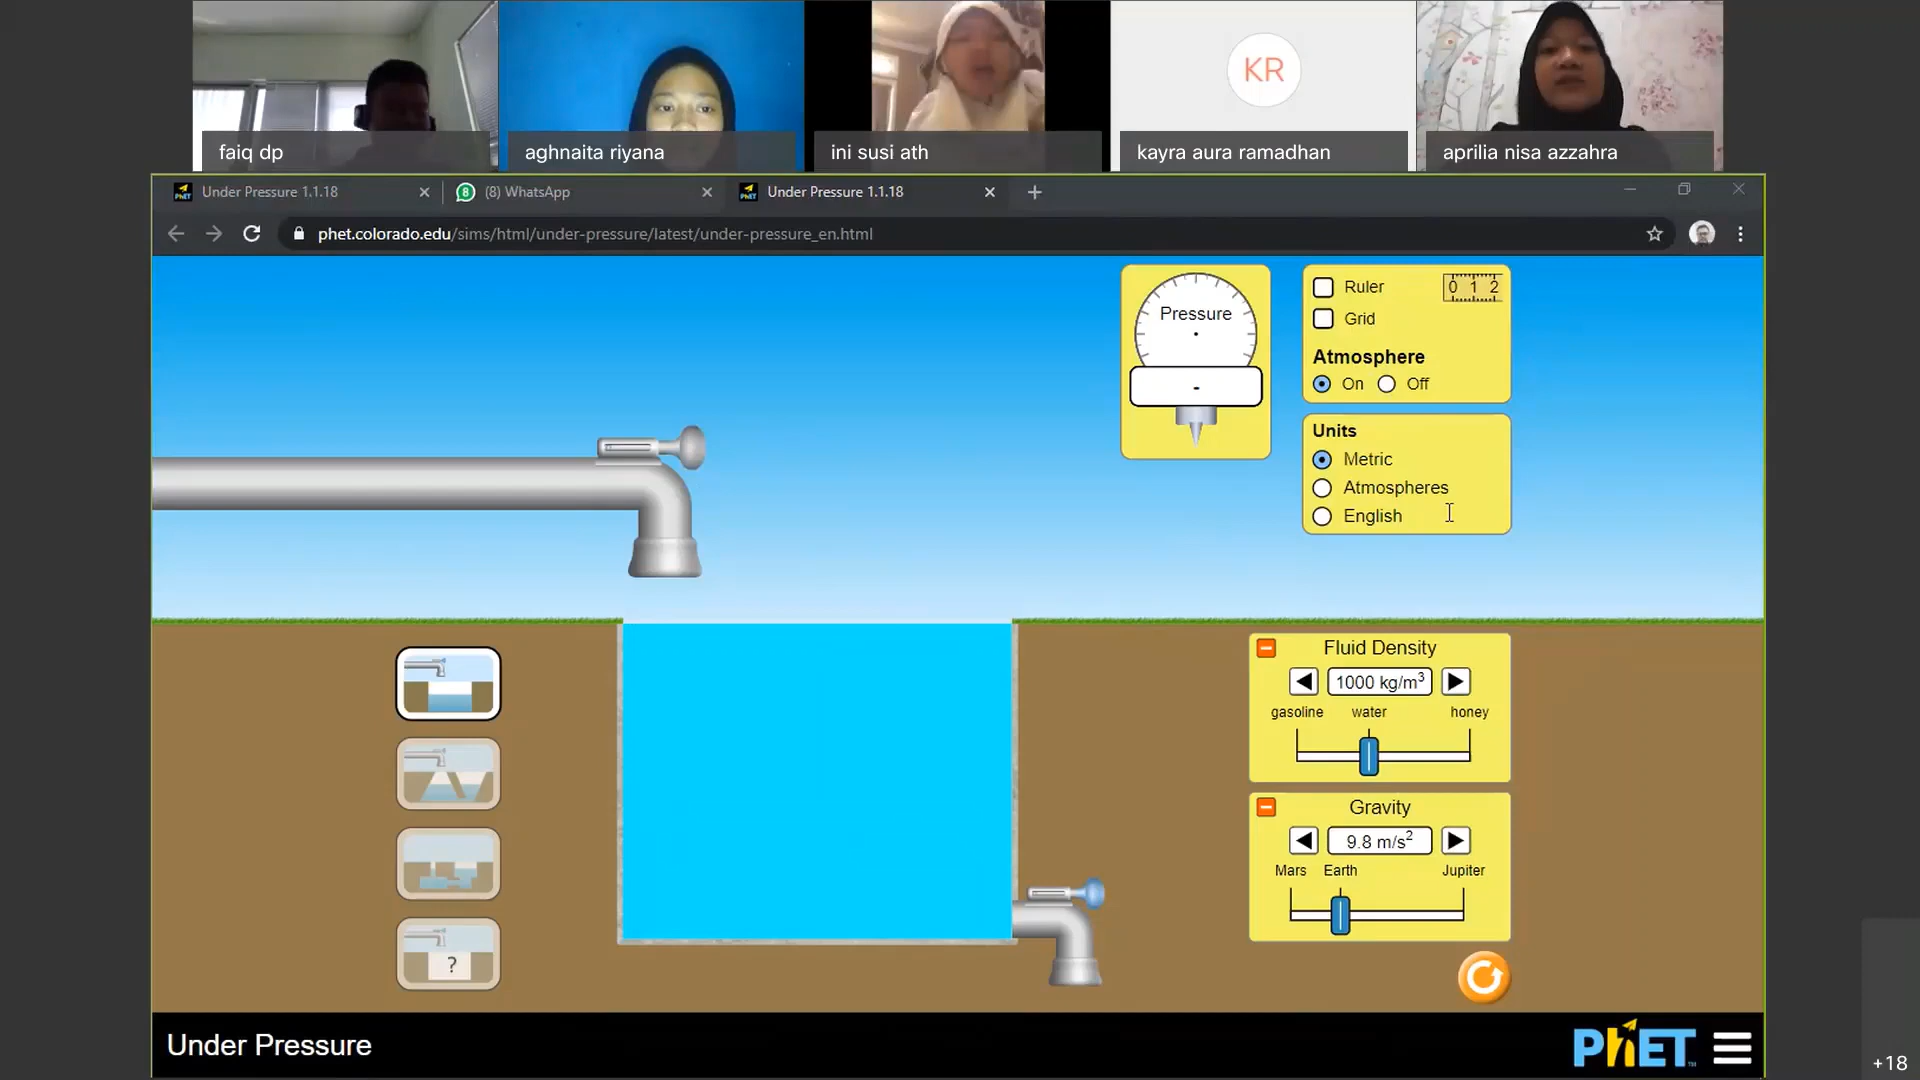 KR
faiq dp
aghnaita riyana
ini susi ath
kayra aura ramadhan
aprilia nisa azzahra
Under Pressure 1.1.18
(8) WhatsApp
Under Pressure 1.1.18
phet.colorado.edu/sims/html/under-pressure/latest/under-pressure_en.html
Pressure
-
Ruler
0 1 2
Grid
Atmosphere
On
Off
Units
Metric
Atmospheres
English
Fluid Density
1000 kg/m³
gasoline
water
honey
Gravity
9.8 m/s²
Mars
Earth
Jupiter
?
Under Pressure
PhET
+18